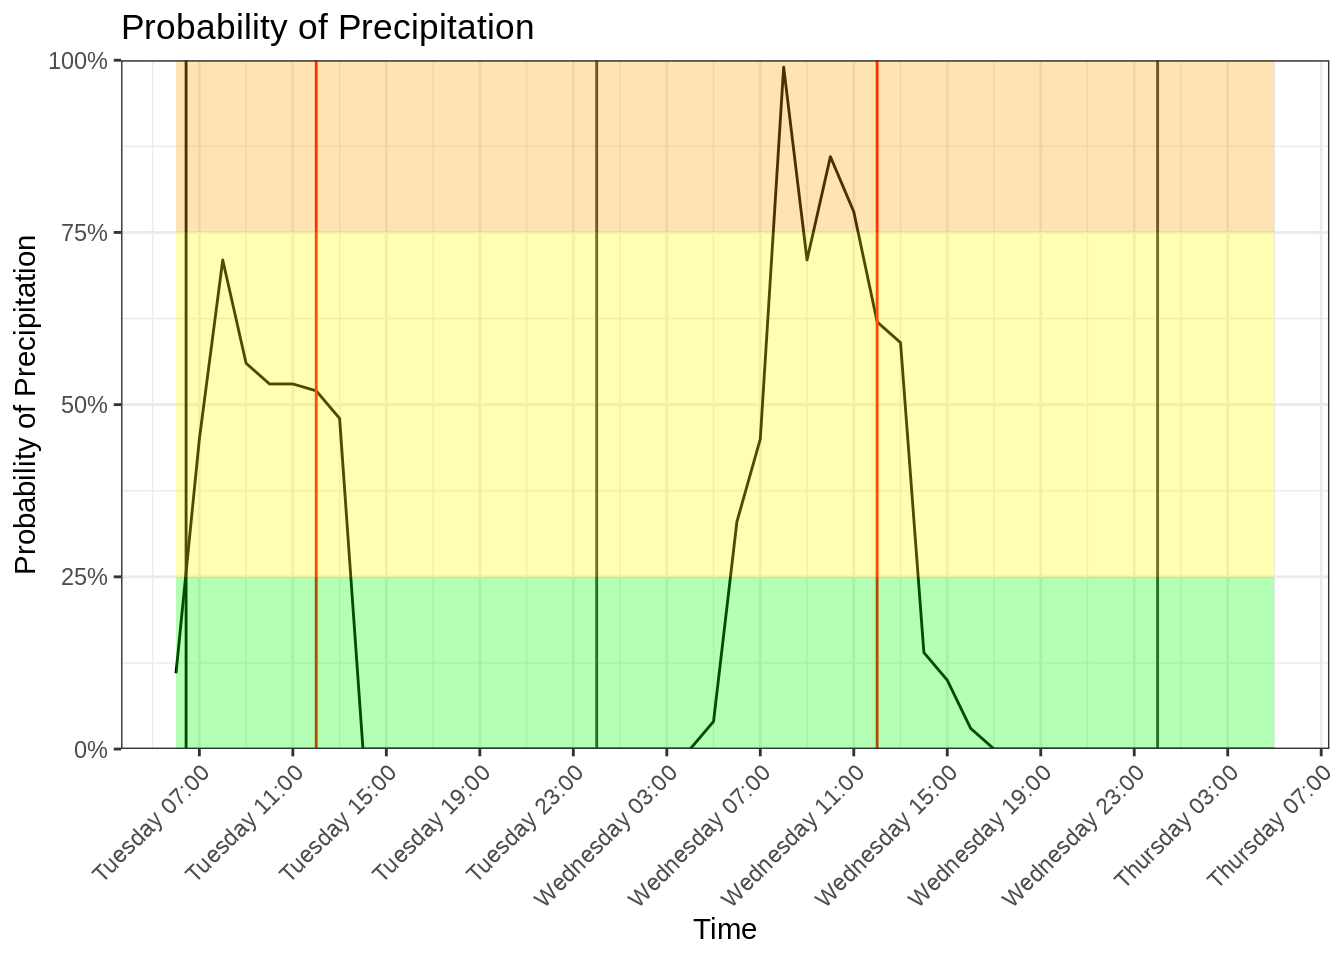 Probability of Precipitation
Probability of Precipitation
100%
75%
50%
25%
0%
Tuesday 07:00
Tuesday 11:00
Tuesday 15:00
Tuesday 19:00
Tuesday 23:00
Wednesday 03:00
Wednesday 07:00
Wednesday 11:00
Wednesday 15:00
Wednesday 19:00
Wednesday 23:00
Thursday 03:00
Thursday 07:00
Time